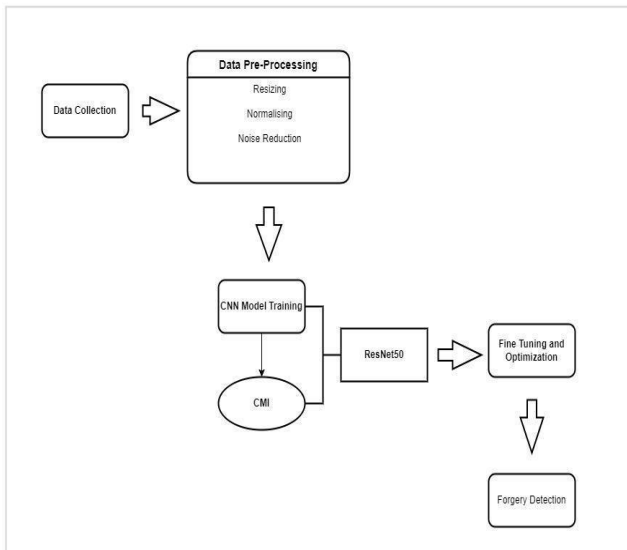 Data Pre-Processing
Resizing
Data Collection
Normalising
Noise Reduction
CNN Model Training
ResNet50
Fine Tuning and
Optimization
CMI
Forgery Detection